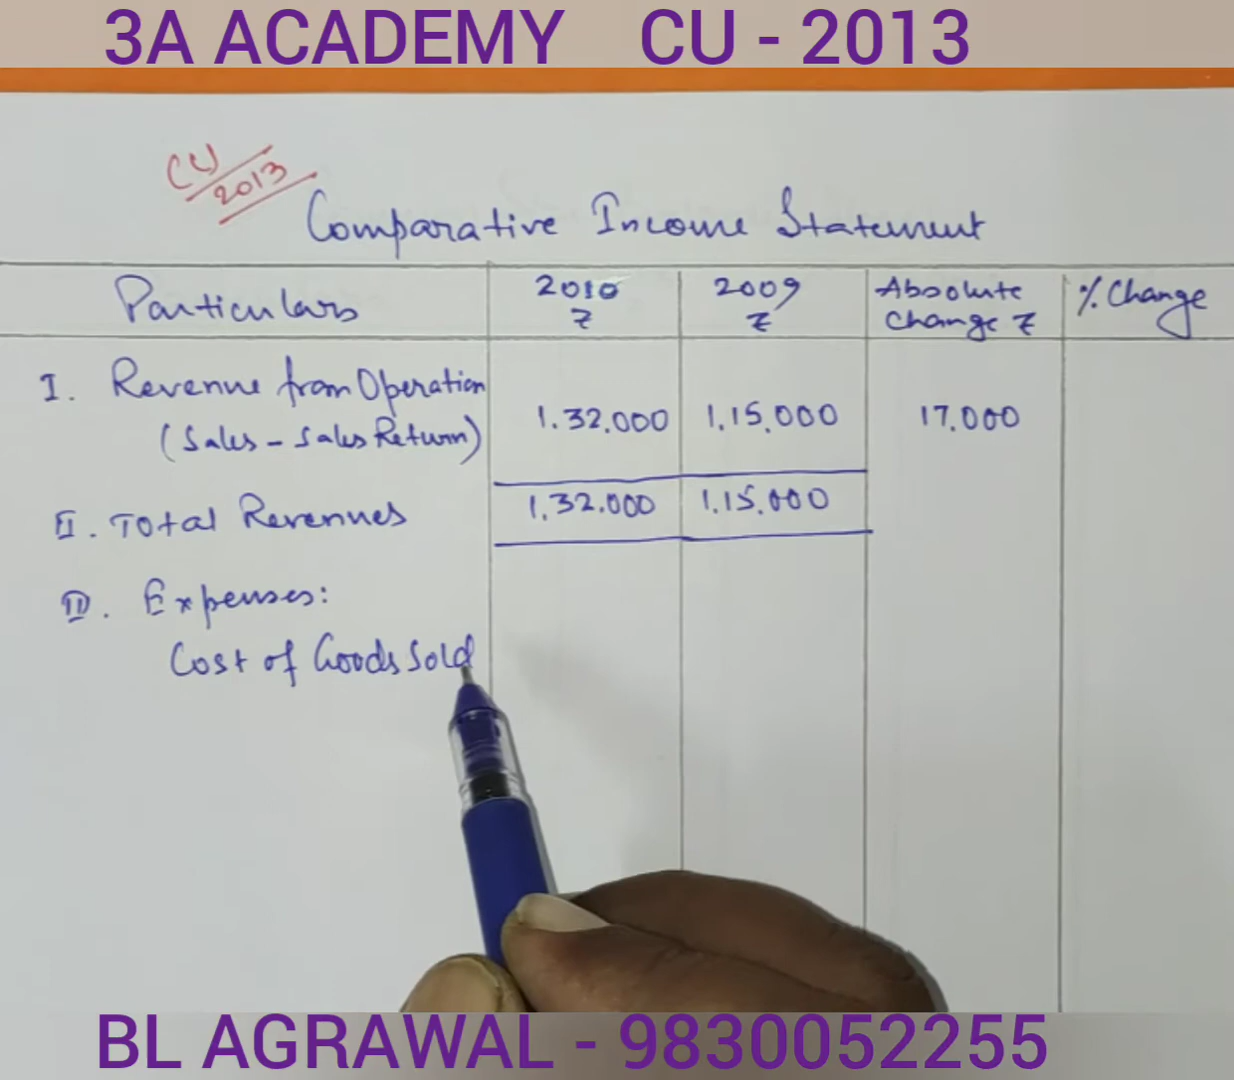 3A ACADEMY CU - 2013
CU
2013
Comparative Income Statement
Particulars 2010 ₹ 2009 ₹ Absolute Change ₹ % Change
I. Revenue from Operation
(Sales - Sales Return) 1.32.000 1.15.000 17.000
II. Total Revenues 1.32.000 1.15.000
III. Expenses:
Cost of Goods Sold
BL AGRAWAL - 9830052255